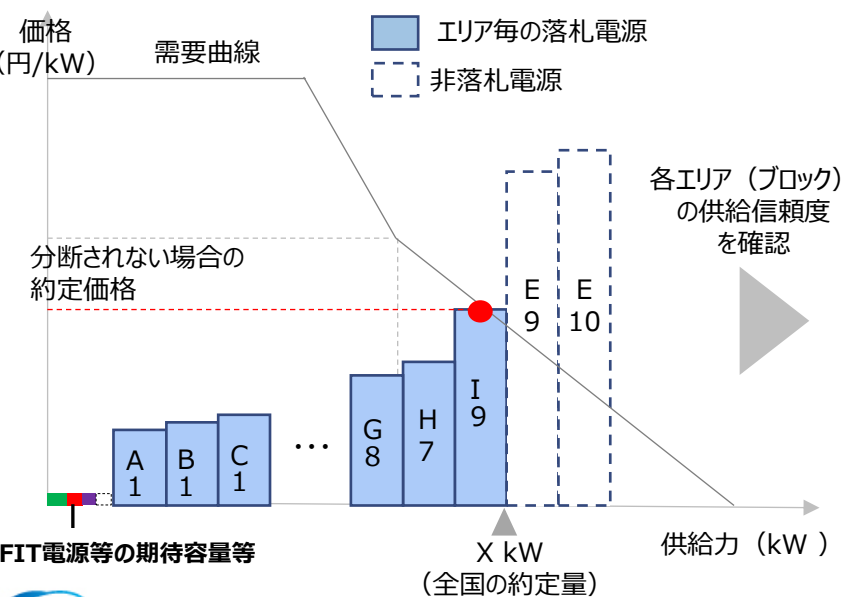 価格
（円/kW）
需要曲線
エリア毎の落札電源
非落札電源
各エリア（ブロック）
の供給信頼度
を確認
分断されない場合の
約定価格
E
9
E
10
I
9
G
8
H
7
A
1
B
1
C
1
…
FIT電源等の期待容量等
X kW
（全国の約定量）
供給力（kW ）